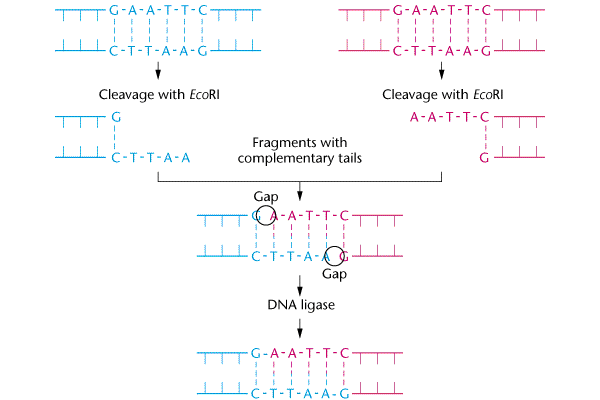 G-A-A-T-T-C
C-T-T-A-A-G
G-A-A-T-T-C
C-T-T-A-A-G
Cleavage with EcoRI
Cleavage with EcoRI
G
C-T-T-A-A
A-A-T-T-C
G
Fragments with
complementary tails
Gap
G A-A-T-T-C
C-T-T-A-A G
Gap
DNA ligase
G-A-A-T-T-C
C-T-T-A-A-G